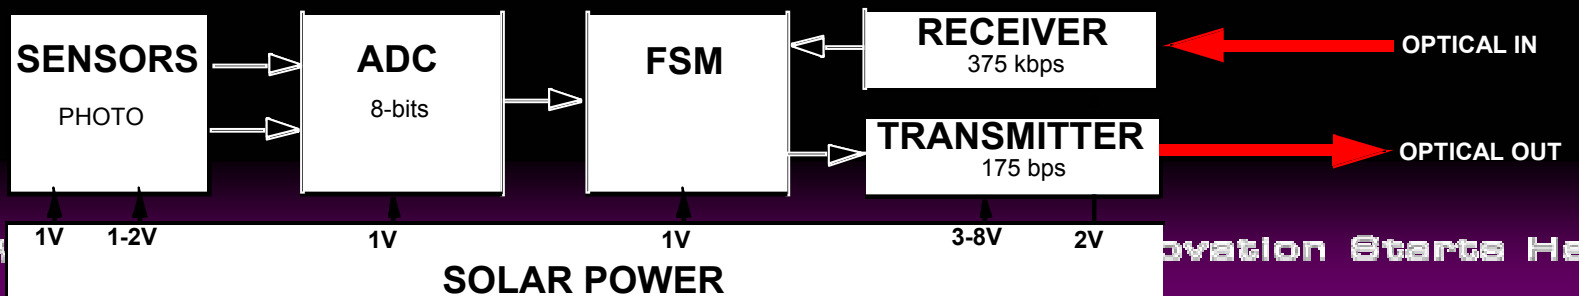 SENSORS
PHOTO
ADC
8-bits
FSM
RECEIVER
375 kbps
OPTICAL IN
TRANSMITTER
175 bps
OPTICAL OUT
1V
1-2V
1V
1V
3-8V
2V
SOLAR POWER
Starts